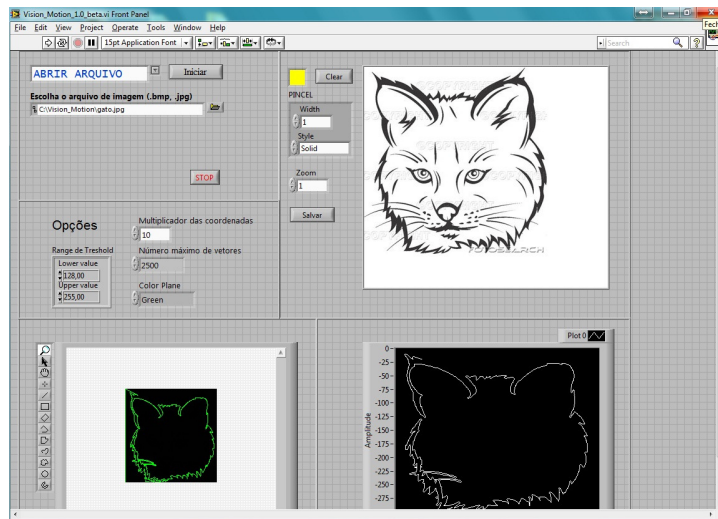 Vision_Motion_1.0_beta.vi Front Panel
Fech
File Edit View Project Operate Tools Window Help
15pt Application Font
Search
ABRIR ARQUIVO
Iniciar
Escolha o arquivo de imagem (.bmp, .jpg)
C:\Vision_Motion\gato.jpg
STOP
Clear
PINCEL
Width
1
Style
Solid
Zoom
1
Salvar
FOTOSEARCH
Opções
Multiplicador das coordenadas
10
Range de Treshold
Número máximo de vetores
Lower value
2500
128,00
Upper value
Color Plane
255,00
Green
Plot 0
Amplitude
0-
-25-
-50-
-75-
-100-
-125-
-150-
-175-
-200-
-225-
-250-
-275-